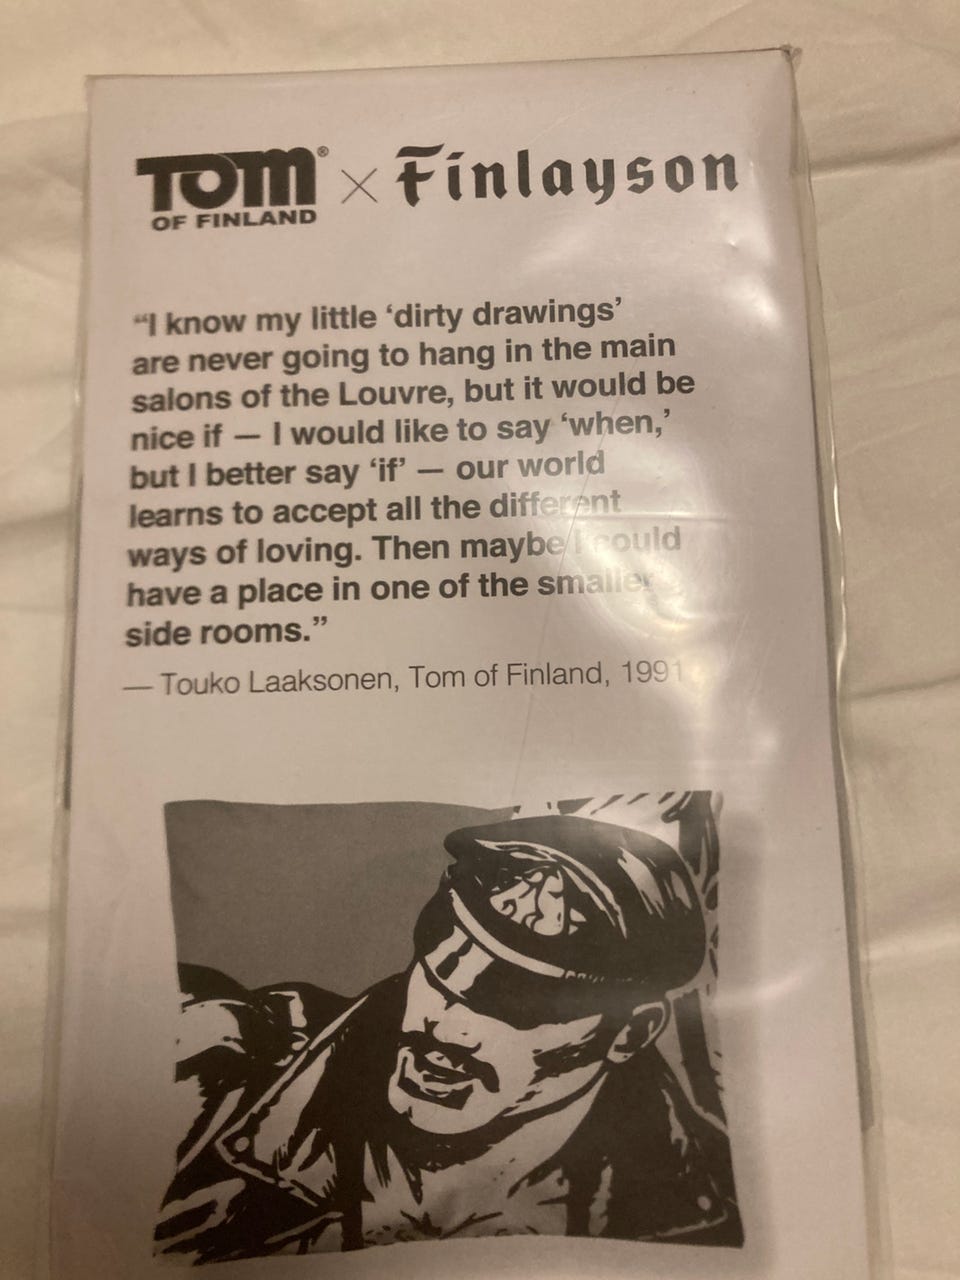 TOM® × Finlayson
OF FINLAND
“I know my little ‘dirty drawings’
are never going to hang in the main
salons of the Louvre, but it would be
nice if — I would like to say ‘when,’
but I better say ‘if’ — our world
learns to accept all the different
ways of loving. Then maybe I could
have a place in one of the smaller
side rooms.”
— Touko Laaksonen, Tom of Finland, 1991